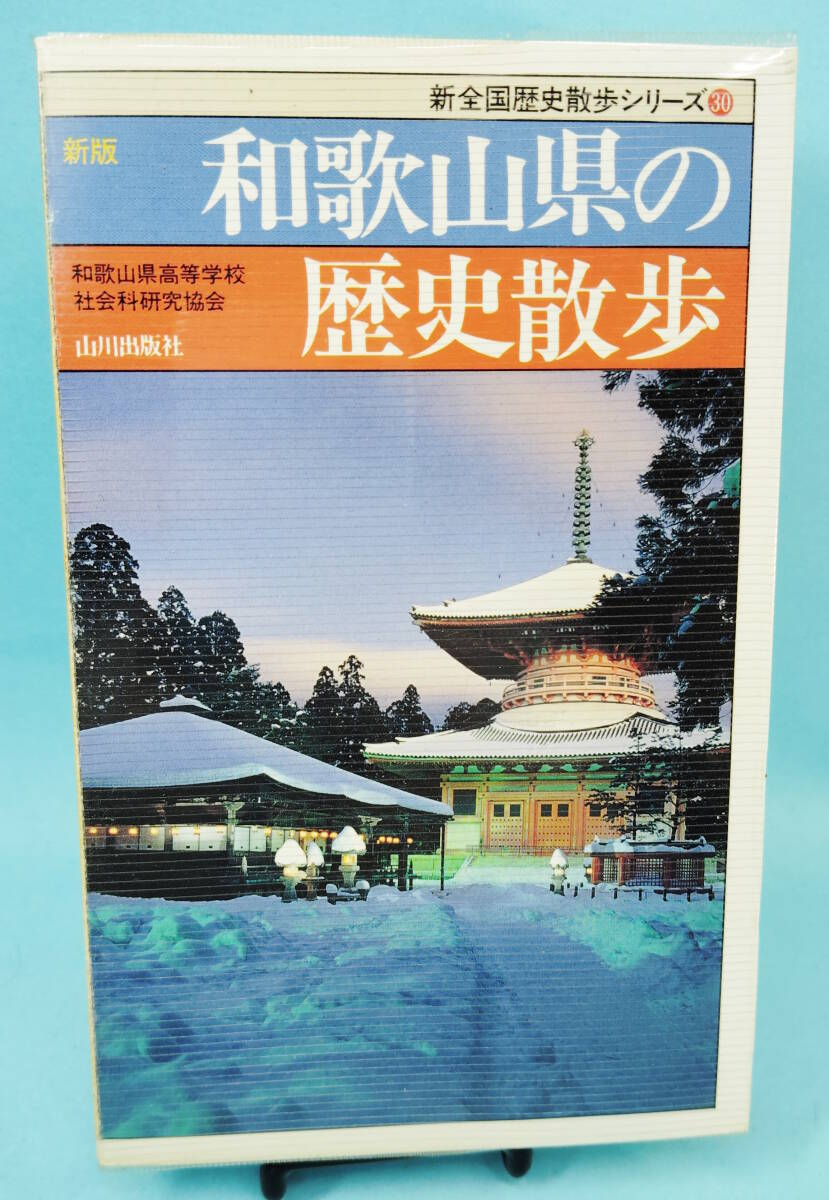 新全国歴史散歩シリーズ30
新版
和歌山県の
歴史散歩
和歌山県高等学校
社会科研究協会
山川出版社